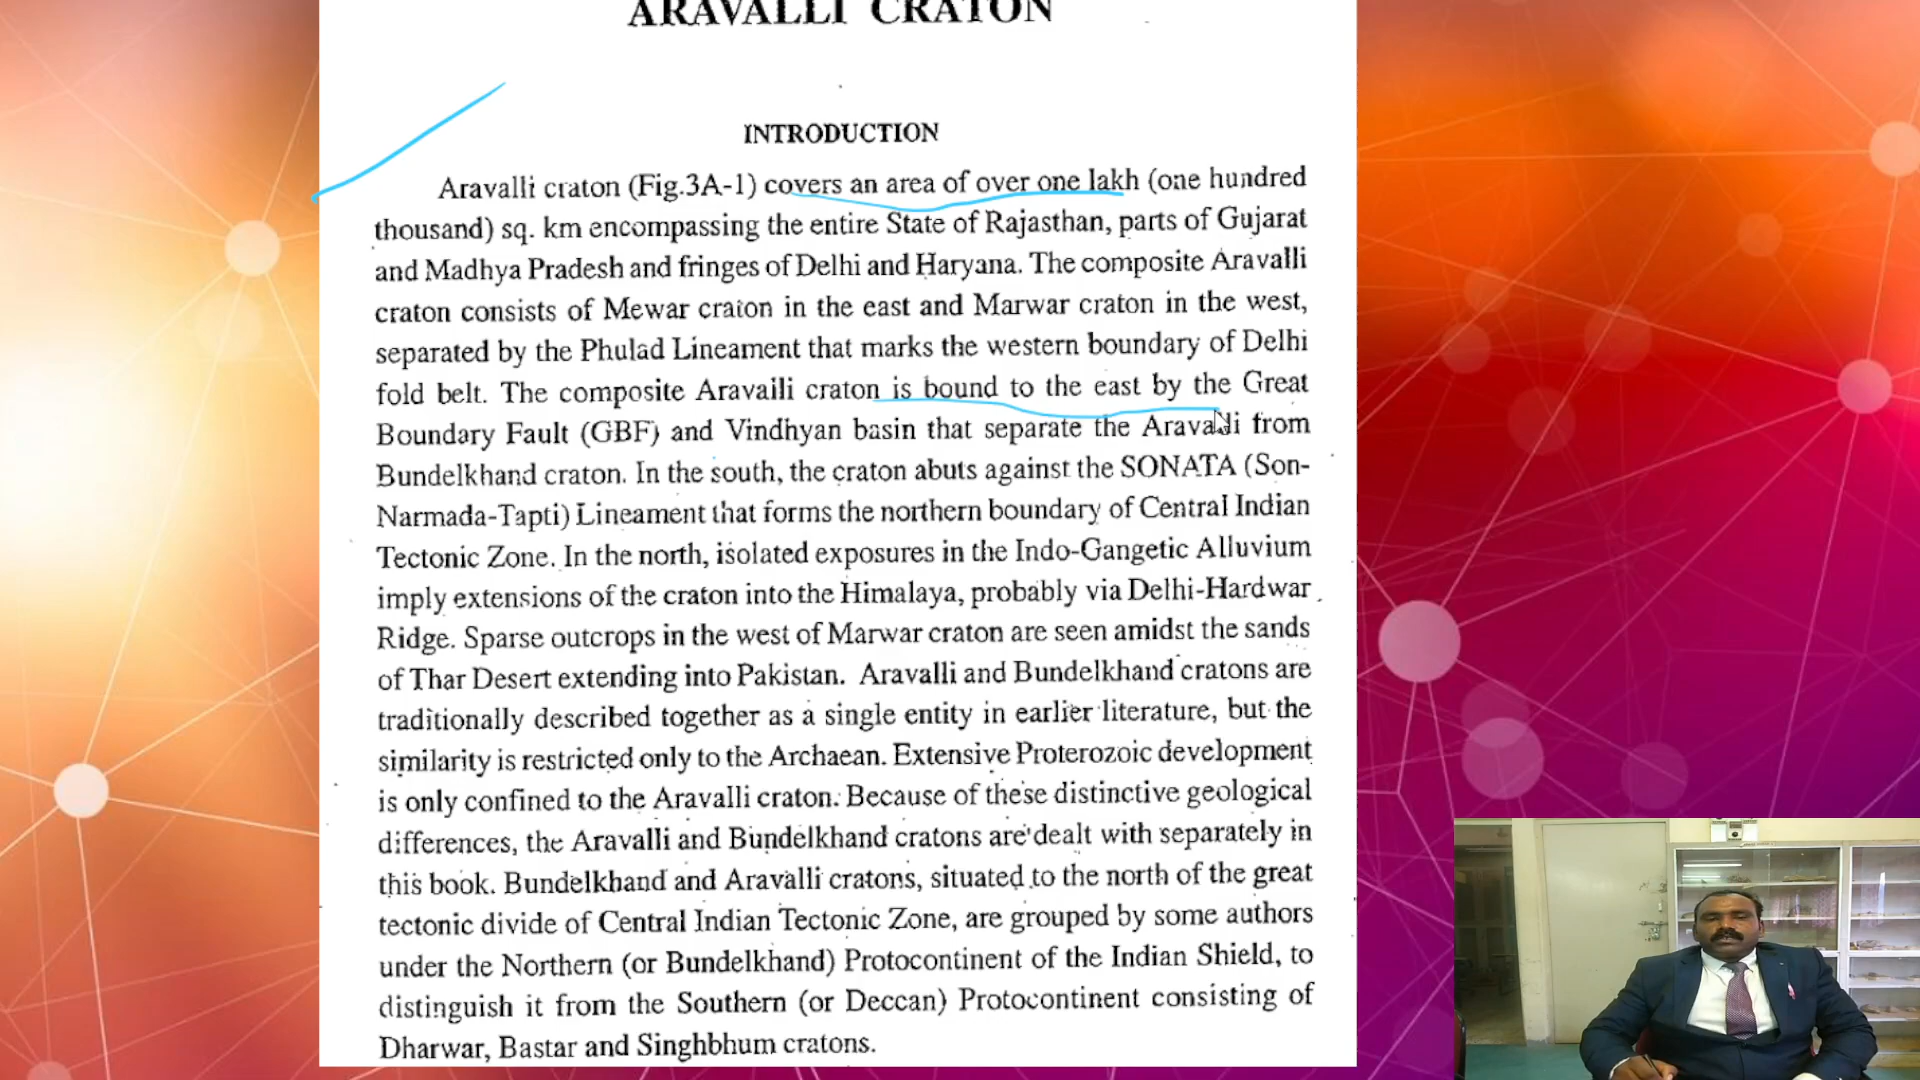 ARAVALLI CRATON
INTRODUCTION
Aravalli craton (Fig.3A-1) covers an area of over one lakh (one hundred
thousand) sq. km encompassing the entire State of Rajasthan, parts of Gujarat
and Madhya Pradesh and fringes of Delhi and Haryana. The composite Aravalli
craton consists of Mewar craton in the east and Marwar craton in the west,
separated by the Phulad Lineament that marks the western boundary of Delhi
fold belt. The composite Aravalli craton is bound to the east by the Great
Boundary Fault (GBF) and Vindhyan basin that separate the Aravalli from
Bundelkhand craton. In the south, the craton abuts against the SONATA (Son-
Narmada-Tapti) Lineament that forms the northern boundary of Central Indian
Tectonic Zone. In the north, isolated exposures in the Indo-Gangetic Alluvium
imply extensions of the craton into the Himalaya, probably via Delhi-Hardwar
Ridge. Sparse outcrops in the west of Marwar craton are seen amidst the sands
of Thar Desert extending into Pakistan. Aravalli and Bundelkhand cratons are
traditionally described together as a single entity in earlier literature, but the
similarity is restricted only to the Archaean. Extensive Proterozoic development
is only confined to the Aravalli craton. Because of these distinctive geological
differences, the Aravalli and Bundelkhand cratons are dealt with separately in
this book. Bundelkhand and Aravalli cratons, situated to the north of the great
tectonic divide of Central Indian Tectonic Zone, are grouped by some authors
under the Northern (or Bundelkhand) Protocontinent of the Indian Shield, to
distinguish it from the Southern (or Deccan) Protocontinent consisting of
Dharwar, Bastar and Singhbhum cratons.